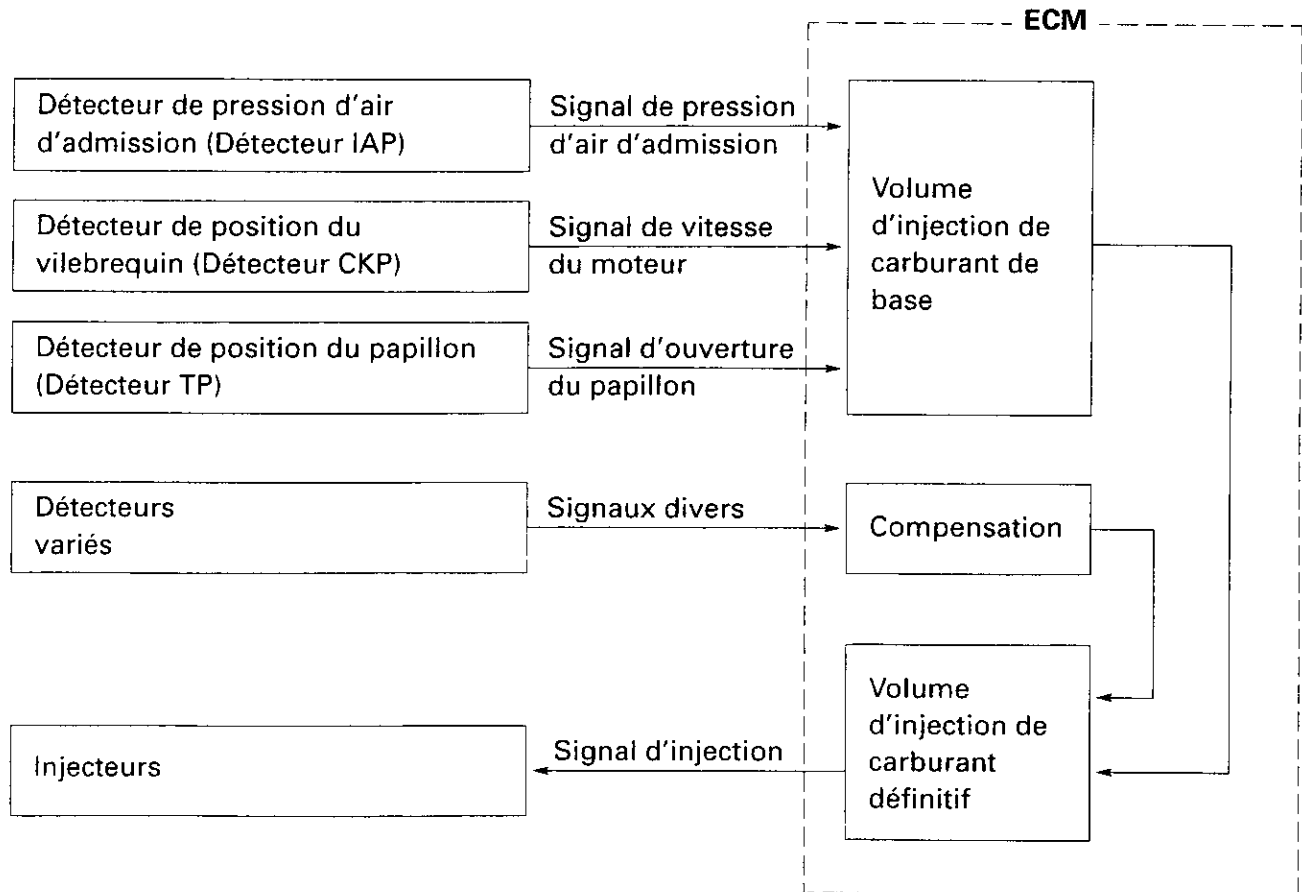 ECM
Détecteur de pression d'air
d'admission (Détecteur IAP)
Signal de pression
d'air d'admission
Détecteur de position du
vilebrequin (Détecteur CKP)
Signal de vitesse
du moteur
Détecteur de position du papillon
(Détecteur TP)
Signal d'ouverture
du papillon
Volume
d'injection de
carburant de
base
Détecteurs
variés
Signaux divers
Compensation
Volume
d'injection de
carburant
définitif
Signal d'injection
Injecteurs